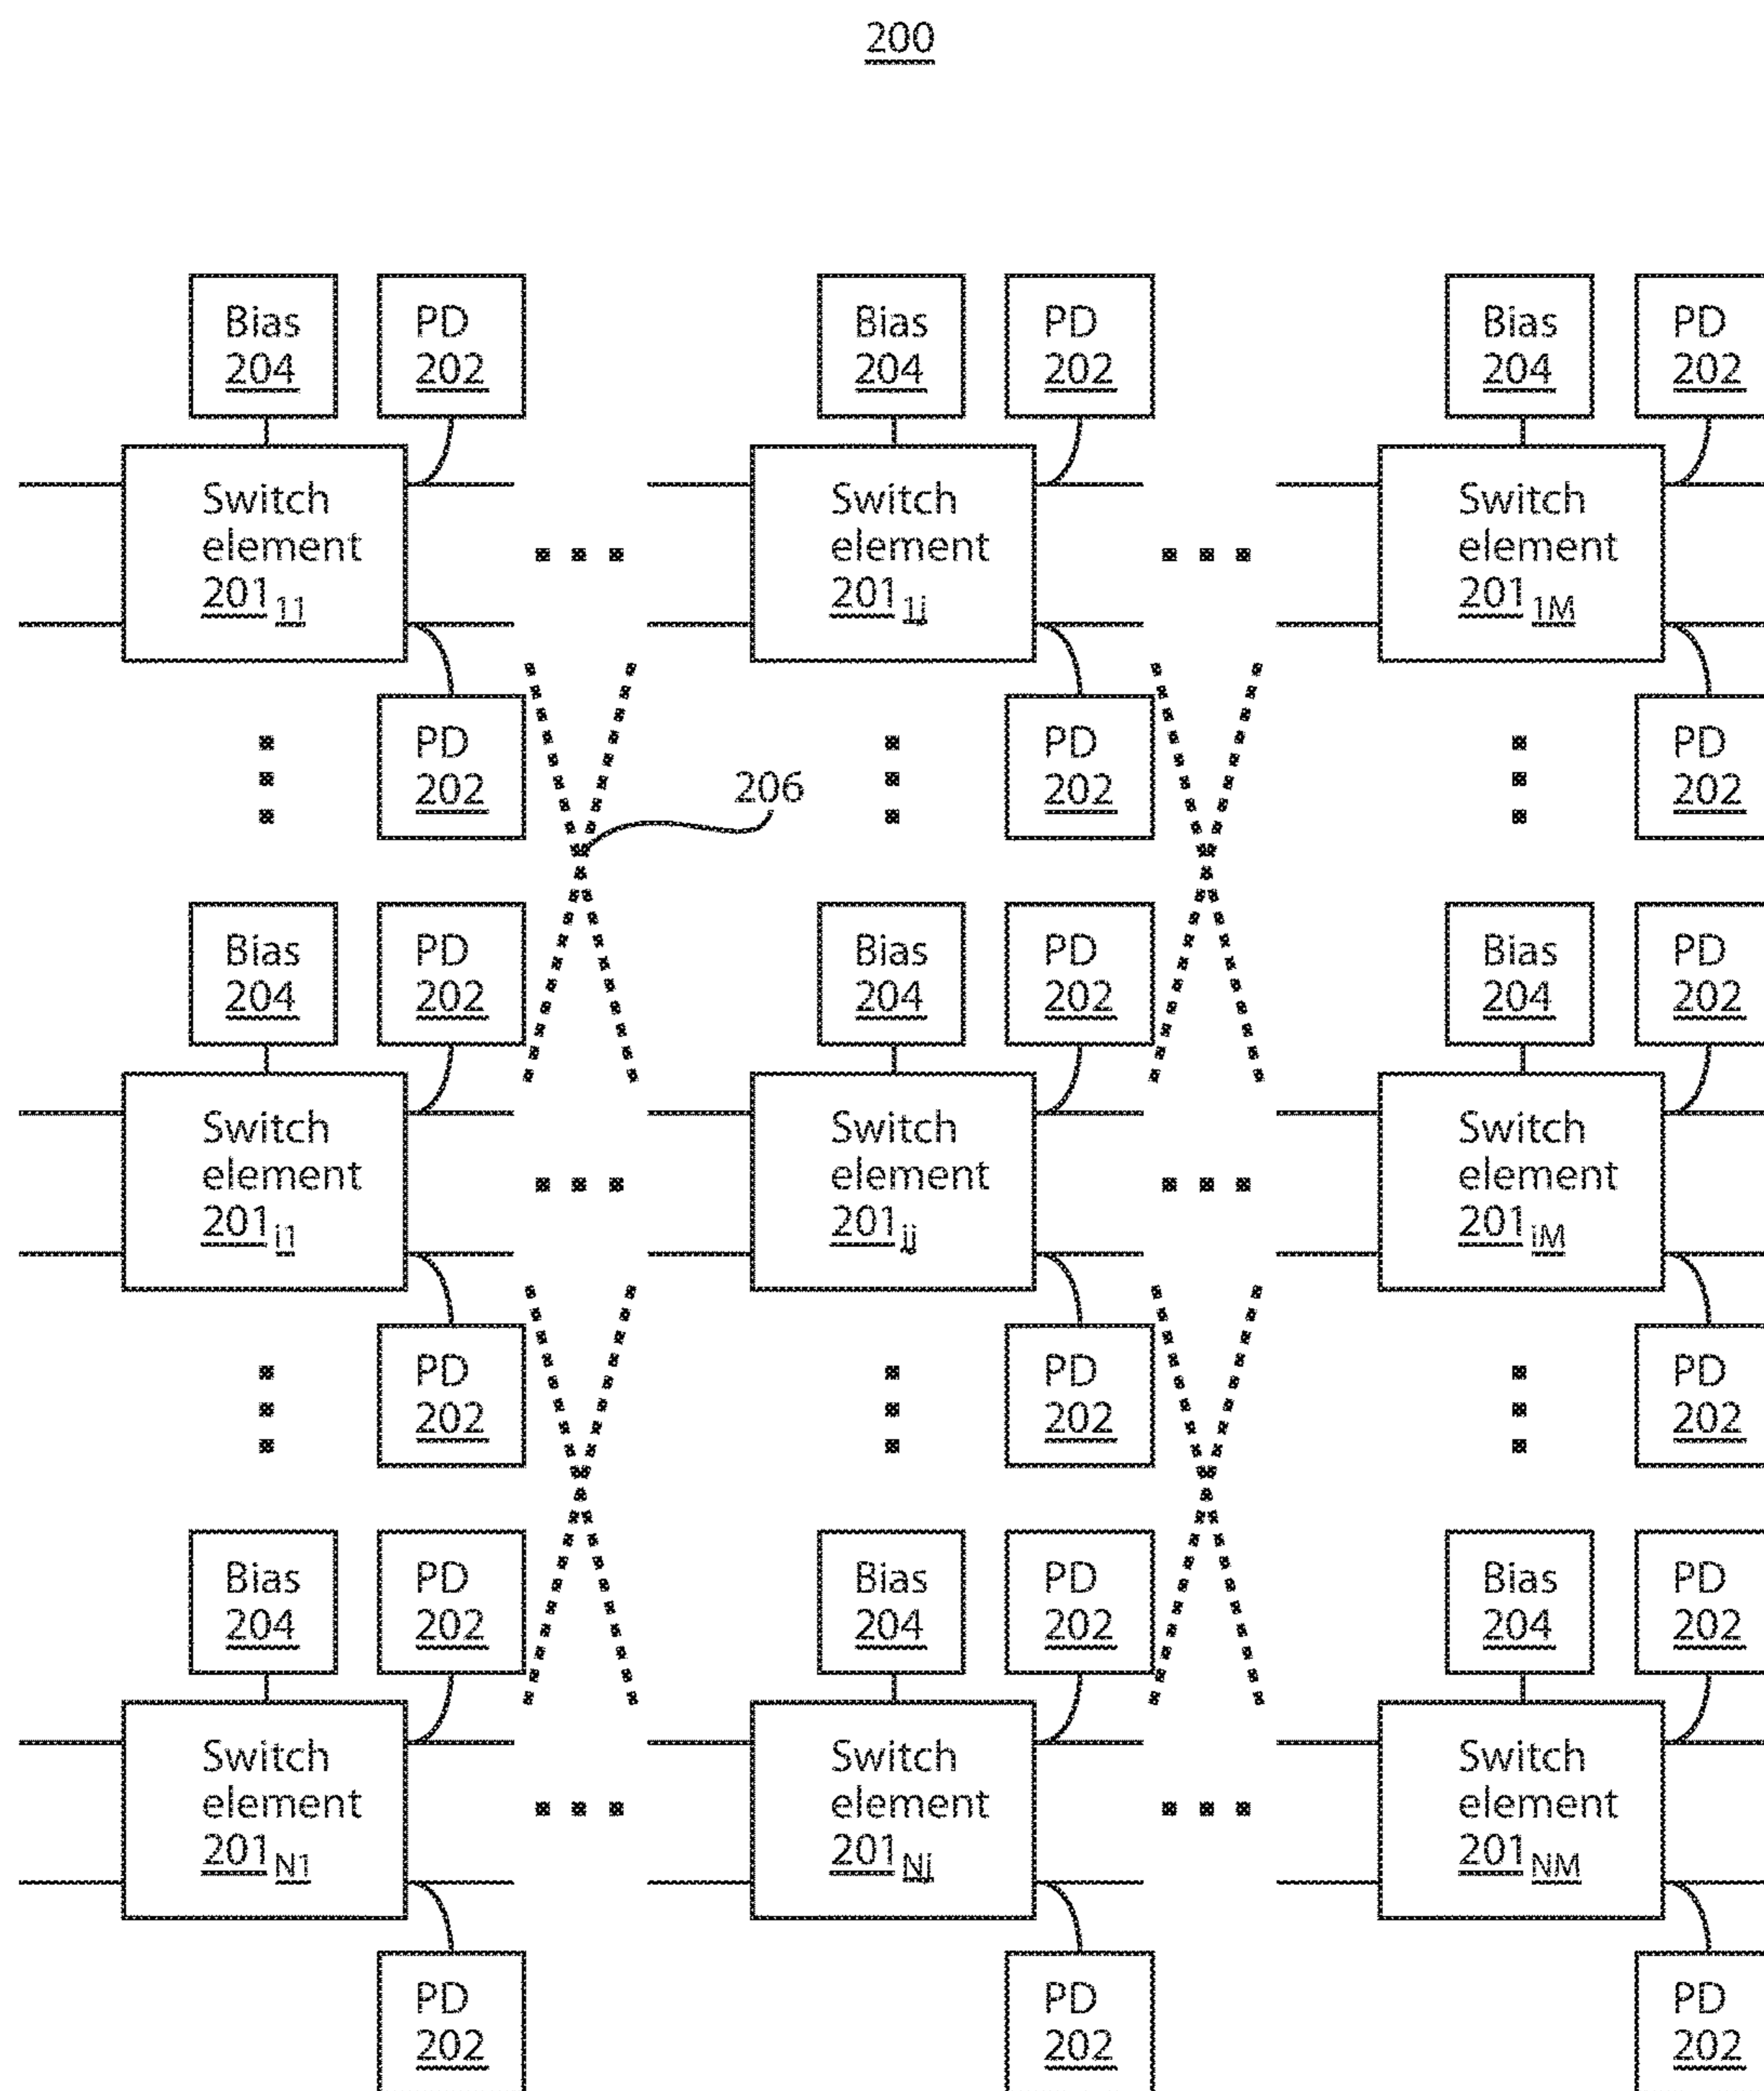 200
Bias PD Bias PD Bias PD
204 202 204 202 204 202
Switch Switch Switch
element element element
201 11 201 1j 201 1M
PD PD PD
202 202 202
206
Bias PD Bias PD Bias PD
204 202 204 202 204 202
Switch Switch Switch
element element element
201 i1 201 ij 201 iM
PD PD PD
202 202 202
Bias PD Bias PD Bias PD
204 202 204 202 204 202
Switch Switch Switch
element element element
201 N1 201 Nj 201 NM
PD PD PD
202 202 202